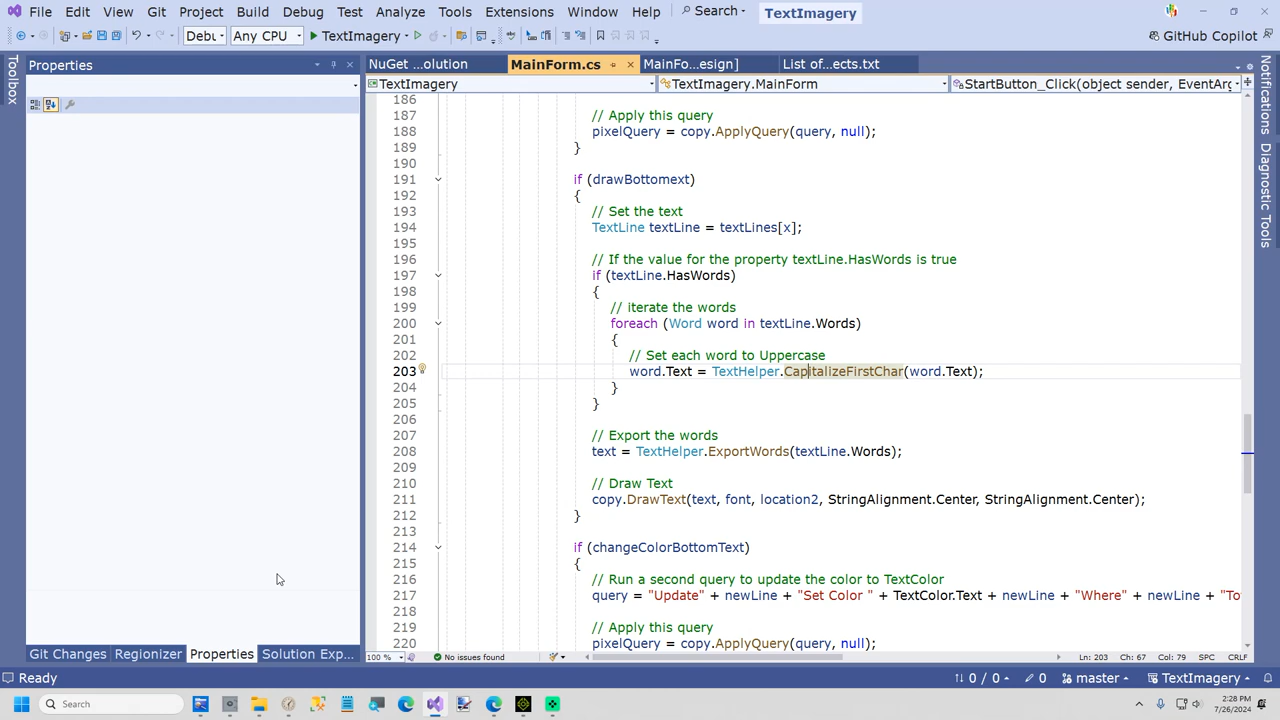 File Edit View Git Project Build Debug Test Analyze Tools Extensions Window Help Search TextImagery
Debu Any CPU TextImagery GitHub Copilot
Toolbox
Properties
NuGet ...olution MainForm.cs MainFo...esign] List of...ects.txt
TextImagery TextImagery.MainForm StartButton_Click(object sender, EventArg
186
187 // Apply this query
188 pixelQuery = copy.ApplyQuery(query, null);
189 }
190
191 if (drawBottomext)
192 {
193 // Set the text
194 TextLine textLine = textLines[x];
195
196 // If the value for the property textLine.HasWords is true
197 if (textLine.HasWords)
198 {
199 // iterate the words
200 foreach (Word word in textLine.Words)
201 {
202 // Set each word to Uppercase
203 word.Text = TextHelper.CapitalizeFirstChar(word.Text);
204 }
205 }
206
207 // Export the words
208 text = TextHelper.ExportWords(textLine.Words);
209
210 // Draw Text
211 copy.DrawText(text, font, location2, StringAlignment.Center, StringAlignment.Center);
212 }
213
214 if (changeColorBottomText)
215 {
216 // Run a second query to update the color to TextColor
217 query = "Update" + newLine + "Set Color " + TextColor.Text + newLine + "Where" + newLine + "To
218
219 // Apply this query
220 pixelQuery = copy.ApplyQuery(query, null);
Notifications
Diagnostic Tools
Git Changes Regionizer Properties Solution Exp...
100 % No issues found Ln: 203 Ch: 67 Col: 79 SPC CRLF
Ready 0 / 0 0 master TextImagery
Search
2:28 PM
7/26/2024